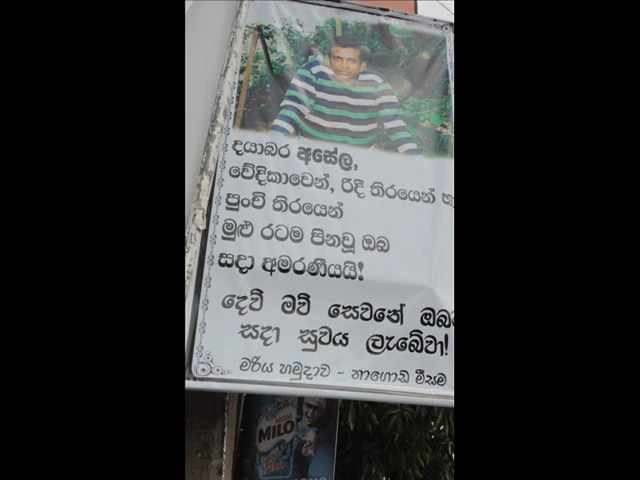 දයාබර අසේල,
වේදිකාවෙන්, රිදී තිරයෙන්
පුංචි තිරයෙන්
මුළු රටම පිනවූ ඔබ
සදා අමරණීයයි!
දෙව් මව් සෙවනේ
සදා සුවය ලැබේවා!
මරිය හමුදාව - නාගොඩ මීසම
MILO